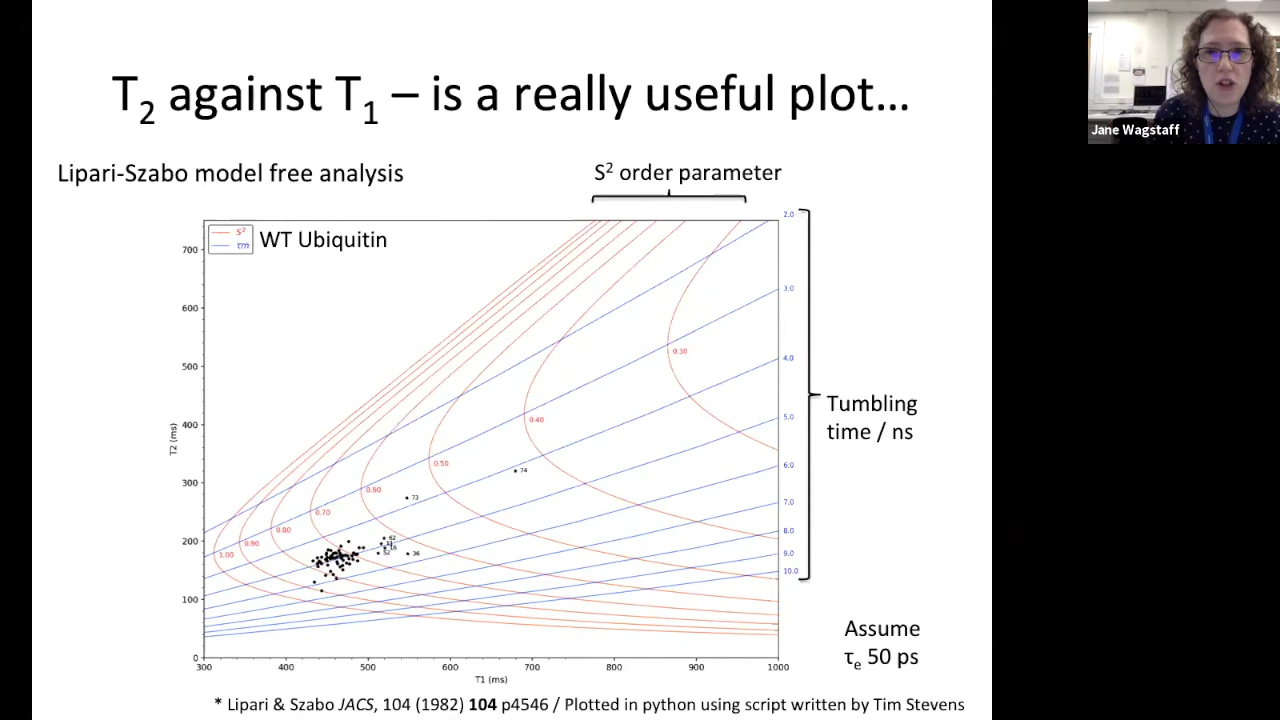 T2 against T1 – is a really useful plot…
Jane Wagstaff
Lipari-Szabo model free analysis
S² order parameter
S²
τm
WT Ubiquitin
2.0
3.0
4.0
5.0
6.0
7.0
8.0
9.0
10.0
Tumbling
time / ns
T2 (ms)
700
600
500
400
300
200
100
0
0.30
0.40
0.50
0.60
0.70
0.80
0.90
1.00
74
73
62
16
52
36
300 400 500 600 700 800 900 1000
T1 (ms)
Assume
τe 50 ps
* Lipari & Szabo JACS, 104 (1982) 104 p4546 / Plotted in python using script written by Tim Stevens